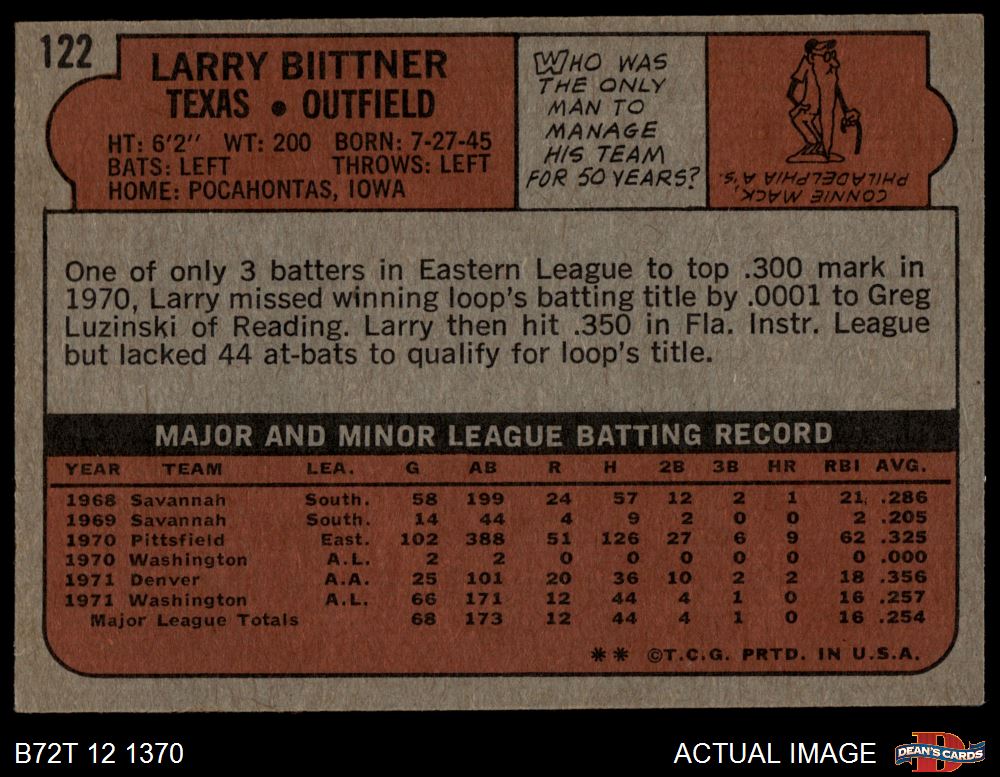 122
LARRY BIITTNER
TEXAS • OUTFIELD
HT: 6'2" WT: 200 BORN: 7-27-45
BATS: LEFT THROWS: LEFT
HOME: POCAHONTAS, IOWA
WHO WAS
THE ONLY
MAN TO
MANAGE
HIS TEAM
FOR 50 YEARS?
CONNIE MACK,
PHILADELPHIA A'S.
One of only 3 batters in Eastern League to top .300 mark in
1970, Larry missed winning loop's batting title by .0001 to Greg
Luzinski of Reading. Larry then hit .350 in Fla. Instr. League
but lacked 44 at-bats to qualify for loop's title.
MAJOR AND MINOR LEAGUE BATTING RECORD
YEAR TEAM LEA. G AB R H 2B 3B HR RBI AVG.
1968 Savannah South. 58 199 24 57 12 2 1 21 .286
1969 Savannah South. 14 44 4 9 2 0 0 2 .205
1970 Pittsfield East. 102 388 51 126 27 6 9 62 .325
1970 Washington A.L. 2 2 0 0 0 0 0 0 .000
1971 Denver A.A. 25 101 20 36 10 2 2 18 .356
1971 Washington A.L. 66 171 12 44 4 1 0 16 .257
Major League Totals 68 173 12 44 4 1 0 16 .254
** ©T.C.G. PRTD. IN U.S.A.
B72T 12 1370
ACTUAL IMAGE
DEAN'S CARDS